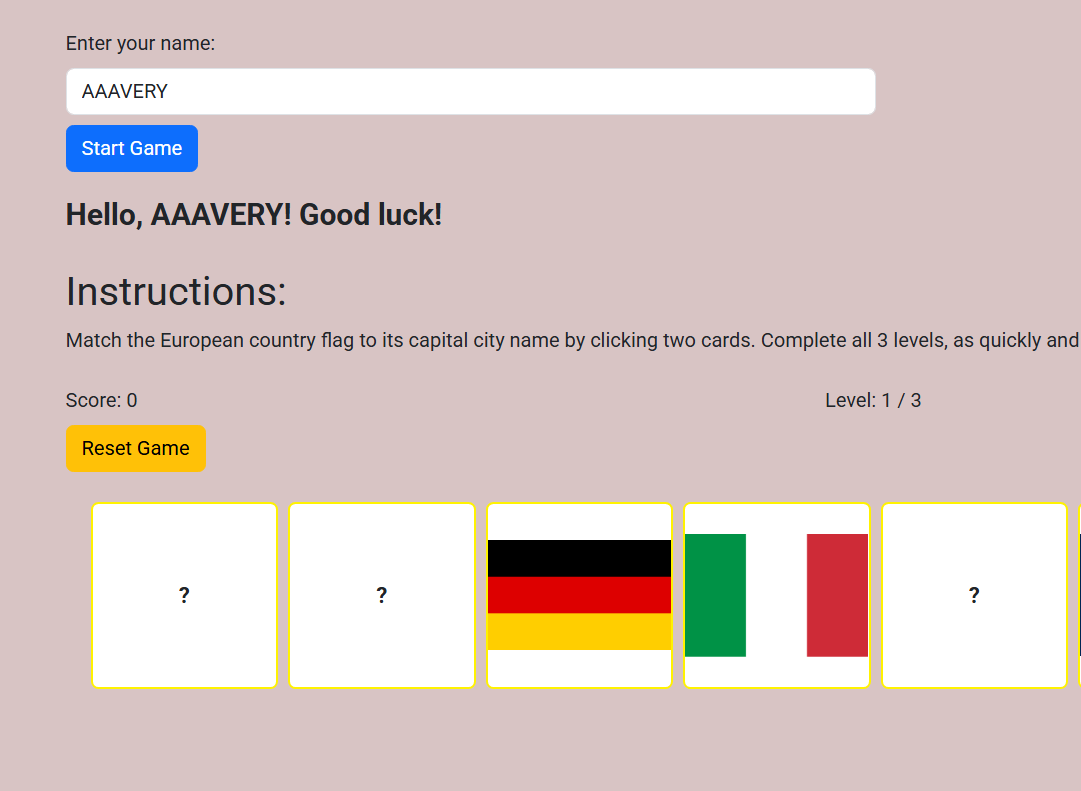 Enter your name:
AAAVERY
Start Game
Hello, AAAVERY! Good luck!
Instructions:
Match the European country flag to its capital city name by clicking two cards. Complete all 3 levels, as quickly and
Score: 0 Level: 1 / 3
Reset Game
? ? ?